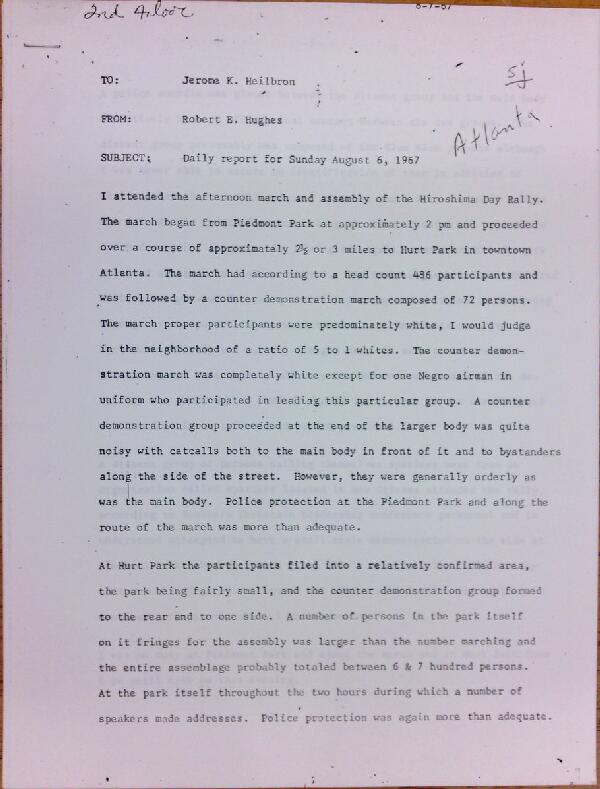 2nd Floor
8-7-67
5j
Atlanta
TO: Jerome K. Heilbron
FROM: Robert E. Hughes
SUBJECT; Daily report for Sunday August 6, 1967
I attended the afternoon march and assembly of the Hiroshima Day Rally.
The march began from Piedmont Park at approximately 2 pm and proceeded
over a course of approximataly 2½ or 3 miles to Hurt Park in towntown
Atlanta. The march had according to a head count 486 participants and
was followed by a counter demonstration march composed of 72 persons.
The march proper participants were predominately white, I would judge
in the neighborhood of a ratio of 5 to 1 whites. The counter demon-
stration march was completely white except for one Negro airman in
uniform who participated in leading this particular group. A counter
demonstration group proceeded at the end of the larger body was quite
noisy with catcalls both to the main body in front of it and to bystanders
along the side of the street. However, they were generally orderly as
was the main body. Police protection at the Piedmont Park and along the
route of the march was more than adequate.
At Hurt Park the participants filed into a relatively confirmed area,
the park being fairly small, and the counter demonstration group formed
to the rear and to one side. A number of persons in the park itself
on it fringes for the assembly was larger than the number marching and
the entire assemblage probably totaled between 6 & 7 hundred persons.
At the park itself throughout the two hours during which a number of
speakers made addresses. Police protection was again more than adequate.